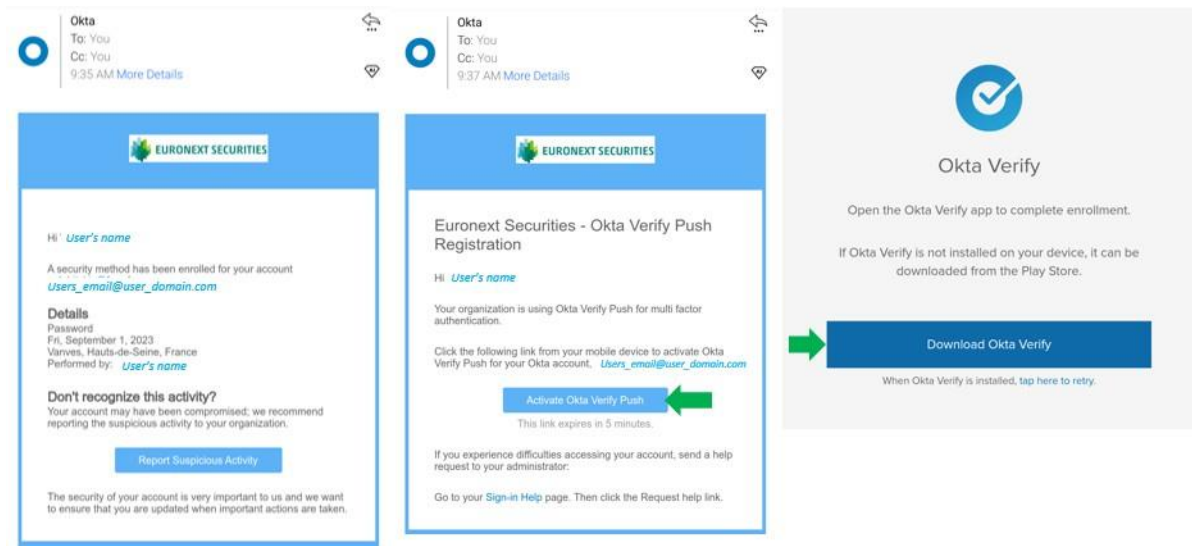 Okta
To: You
Cc: You
9:35 AM More Details
EURONEXT SECURITIES
Hi User's name
A security method has been enrolled for your account
Users_email@user_domain.com
Details
Password
Fri, September 1, 2023
Vanves, Hauts-de-Seine, France
Performed by: User's name
Don't recognize this activity?
Your account may have been compromised; we recommend
reporting the suspicious activity to your organization.
Report Suspicious Activity
The security of your account is very important to us and we want
to ensure that you are updated when important actions are taken.
Okta
To: You
Cc: You
9:37 AM More Details
EURONEXT SECURITIES
Euronext Securities - Okta Verify Push
Registration
Hi User's name
Your organization is using Okta Verify Push for multi factor
authentication.
Click the following link from your mobile device to activate Okta
Verify Push for your Okta account, Users_email@user_domain.com
Activate Okta Verify Push
This link expires in 5 minutes.
If you experience difficulties accessing your account, send a help
request to your administrator:
Go to your Sign-in Help page. Then click the Request help link.
Okta Verify
Open the Okta Verify app to complete enrollment.
If Okta Verify is not installed on your device, it can be
downloaded from the Play Store.
Download Okta Verify
When Okta Verify is installed, tap here to retry.